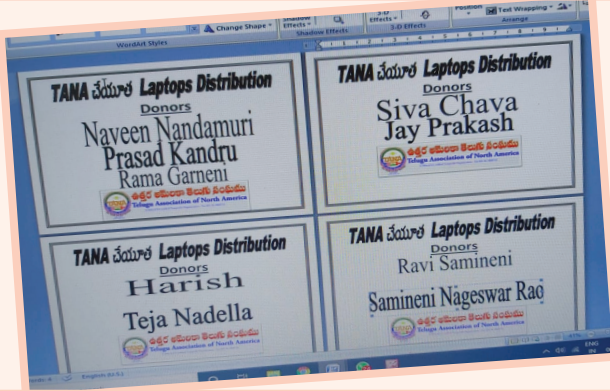 Change Shape
Shadow
Effects
3-D
Effects
Position
Text Wrapping
WordArt Styles
Shadow Effects
3-D Effects
Arrange
TANA చేయూత Laptops Distribution
Donors
Naveen Nandamuri
Prasad Kandru
Rama Garneni
TANA
ఉత్తర అమెరికా తెలుగు సంఘము
Telugu Association of North America
TANA చేయూత Laptops Distribution
Donors
Siva Chava
Jay Prakash
TANA
ఉత్తర అమెరికా తెలుగు సంఘము
Telugu Association of North America
TANA చేయూత Laptops Distribution
Donors
Harish
Teja Nadella
ఉత్తర అమెరికా తెలుగు సంఘము
Telugu Association of North America
TANA చేయూత Laptops Distribution
Donors
Ravi Samineni
Samineni Nageswar Rao
ఉత్తర అమెరికా తెలుగు సంఘము
Telugu Association of North America
English (U.S.)
ENG
IN